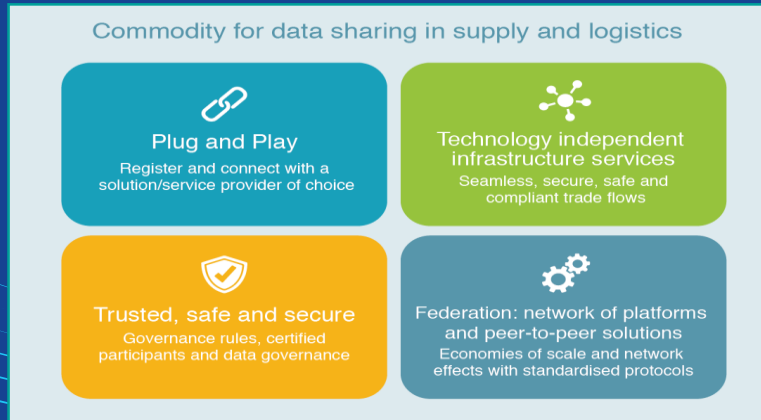 Commodity for data sharing in supply and logistics
Plug and Play
Register and connect with a
solution/service provider of choice
Technology independent
infrastructure services
Seamless, secure, safe and
compliant trade flows
Trusted, safe and secure
Governance rules, certified
participants and data governance
Federation: network of platforms
and peer-to-peer solutions
Economies of scale and network
effects with standardised protocols